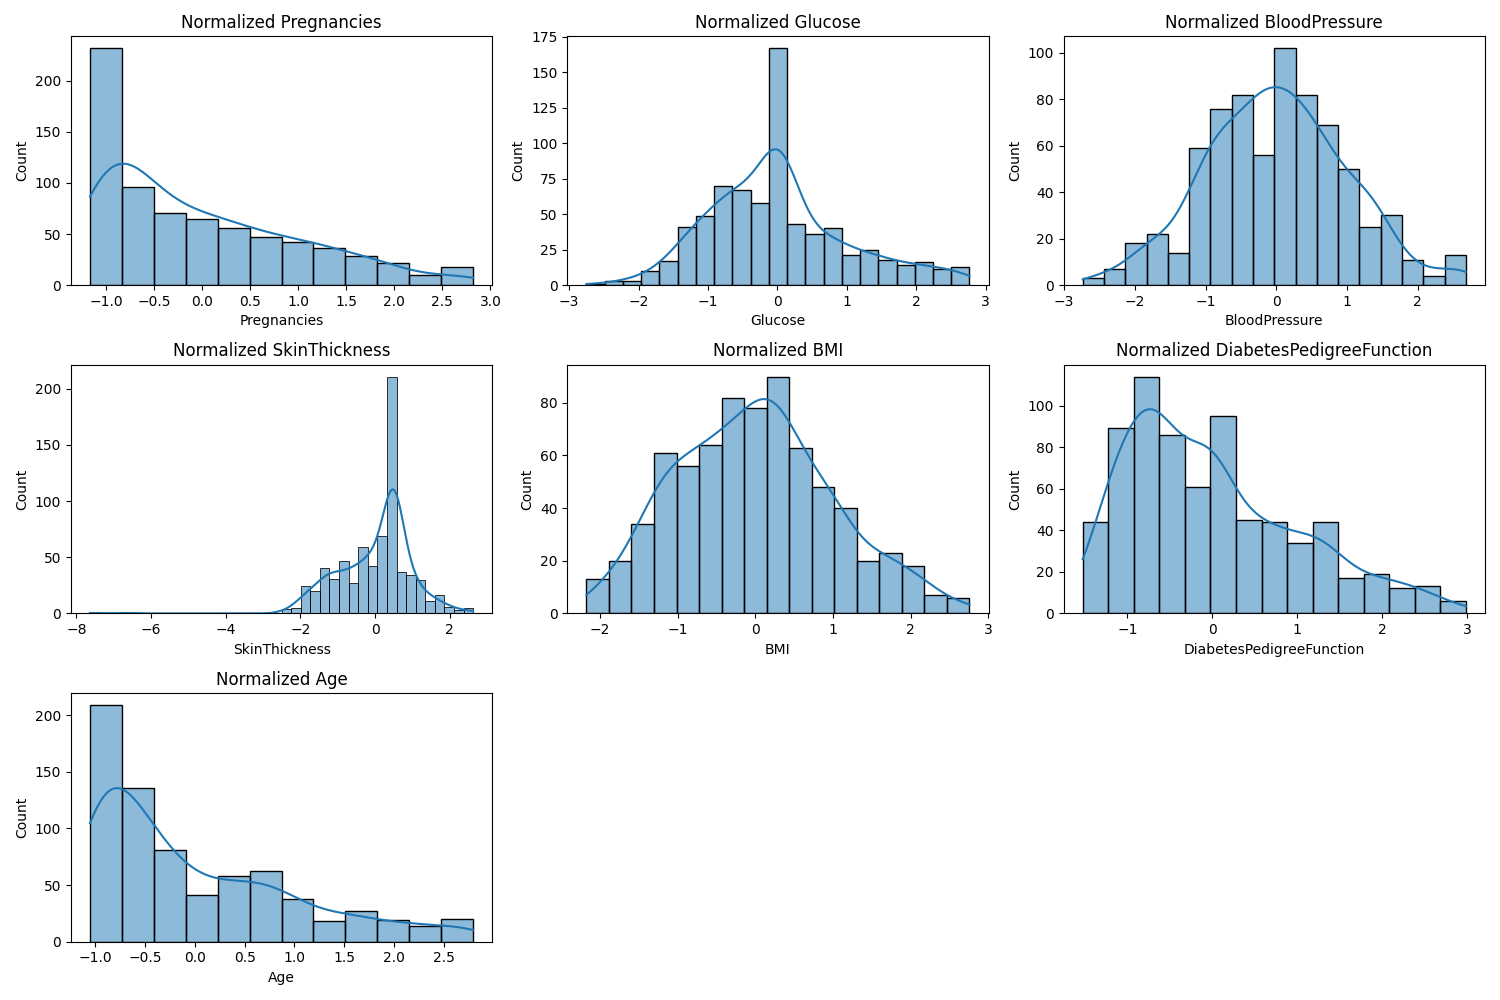 Normalized Pregnancies
Count
200
150
100
50
0
−1.0 −0.5 0.0 0.5 1.0 1.5 2.0 2.5 3.0
Pregnancies
Normalized Glucose
Count
175
150
125
100
75
50
25
0
−3 −2 −1 0 1 2 3
Glucose
Normalized BloodPressure
Count
100
80
60
40
20
0
−3 −2 −1 0 1 2
BloodPressure
Normalized SkinThickness
Count
200
150
100
50
0
−8 −6 −4 −2 0 2
SkinThickness
Normalized BMI
Count
80
60
40
20
0
−2 −1 0 1 2 3
BMI
Normalized DiabetesPedigreeFunction
Count
100
80
60
40
20
0
−1 0 1 2 3
DiabetesPedigreeFunction
Normalized Age
Count
200
150
100
50
0
−1.0 −0.5 0.0 0.5 1.0 1.5 2.0 2.5
Age